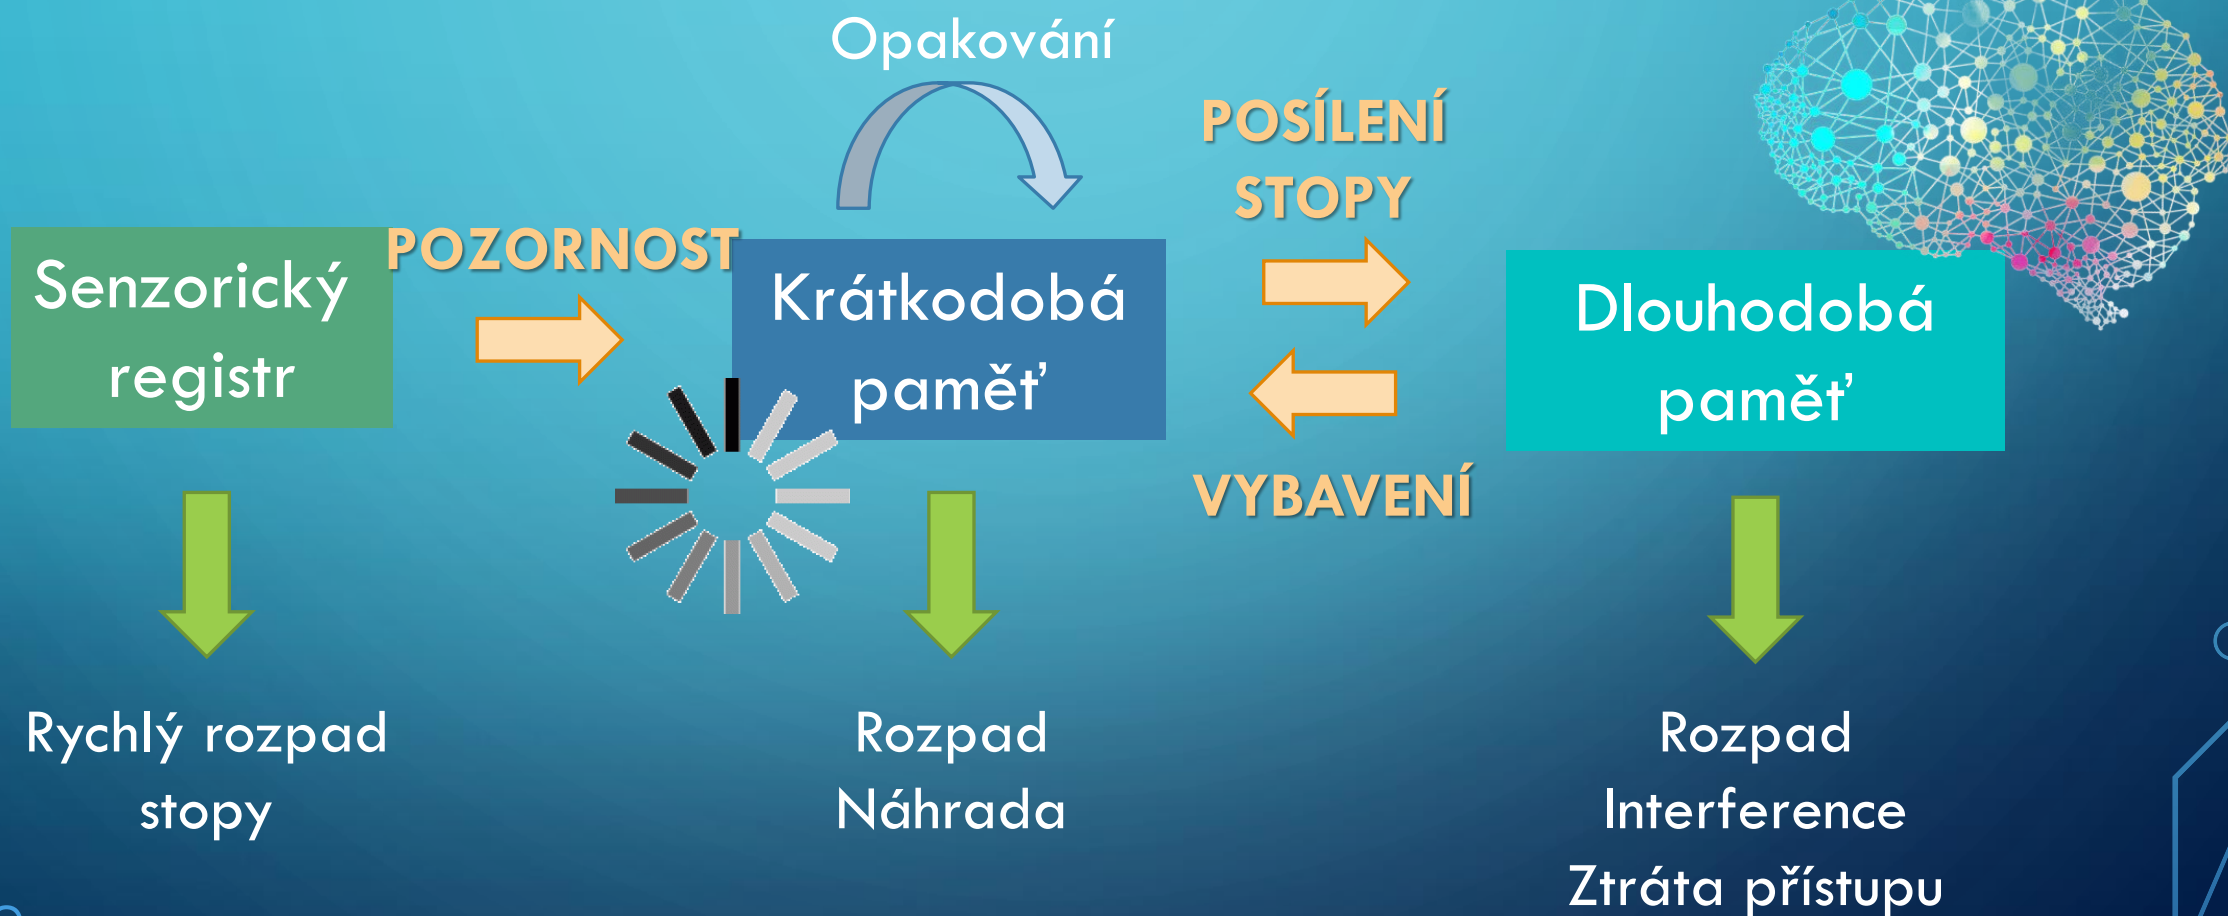 Opakování
POSÍLENÍ
STOPY
POZORNOST
Senzorický
registr
Krátkodobá
paměť
Dlouhodobá
paměť
VYBAVENÍ
Rychlý rozpad
stopy
Rozpad
Náhrada
Rozpad
Interference
Ztráta přístupu